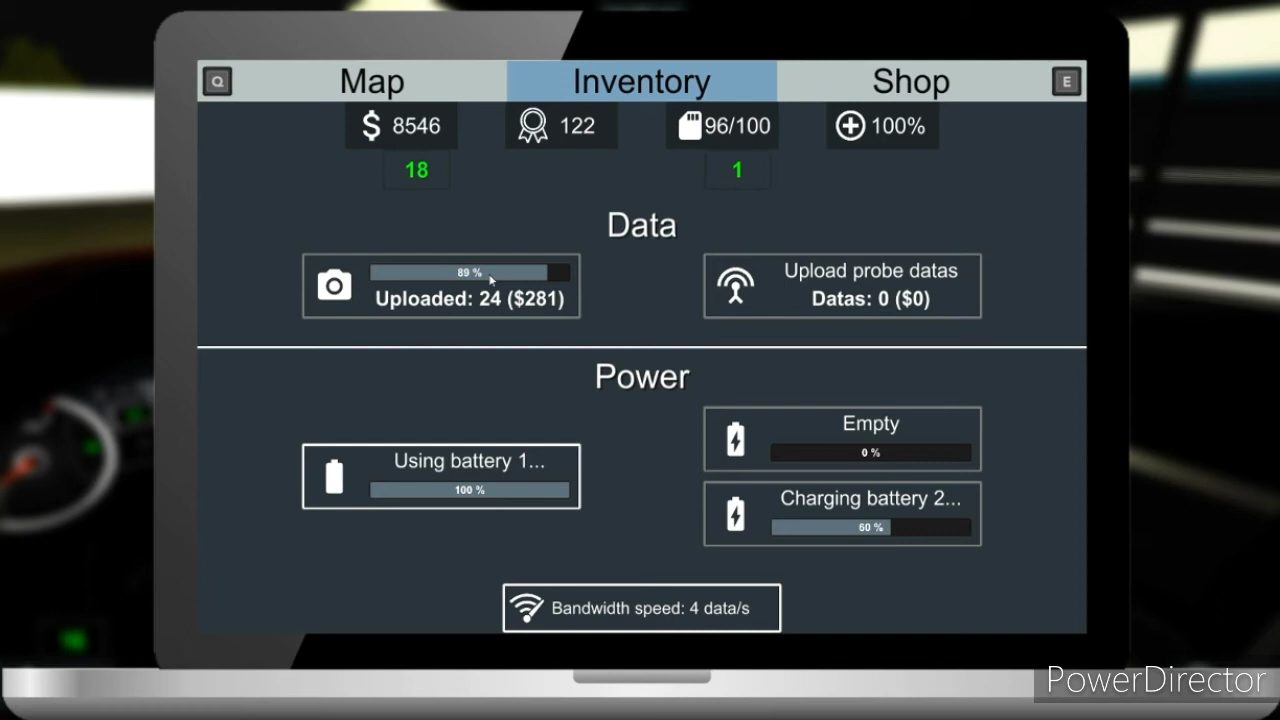 Q Map Inventory Shop E
$ 8546 122 96/100 100%
18 1
Data
89 %
Uploaded: 24 ($281)
Upload probe datas
Datas: 0 ($0)
Power
Using battery 1...
100 %
Empty
0 %
Charging battery 2...
60 %
Bandwidth speed: 4 data/s
PowerDirector